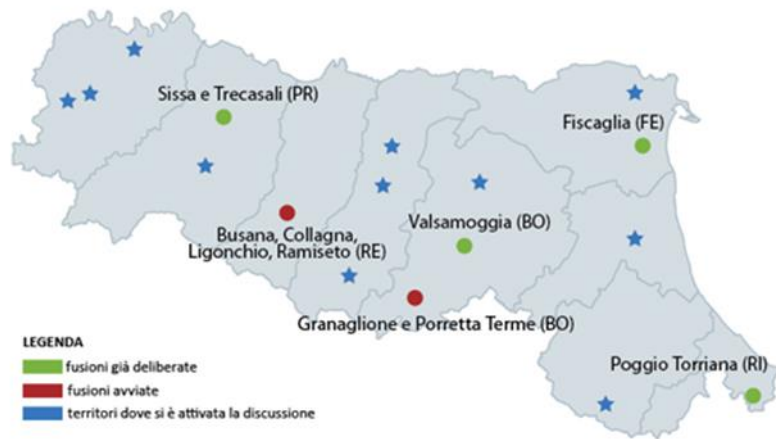 Sissa e Trecasali (PR)
Fiscaglia (FE)
Busana, Collagna,
Ligonchio, Ramiseto (RE)
Valsamoggia (BO)
Granaglione e Porretta Terme (BO)
Poggio Torriana (RI)
LEGENDA
fusioni già deliberate
fusioni avviate
territori dove si è attivata la discussione